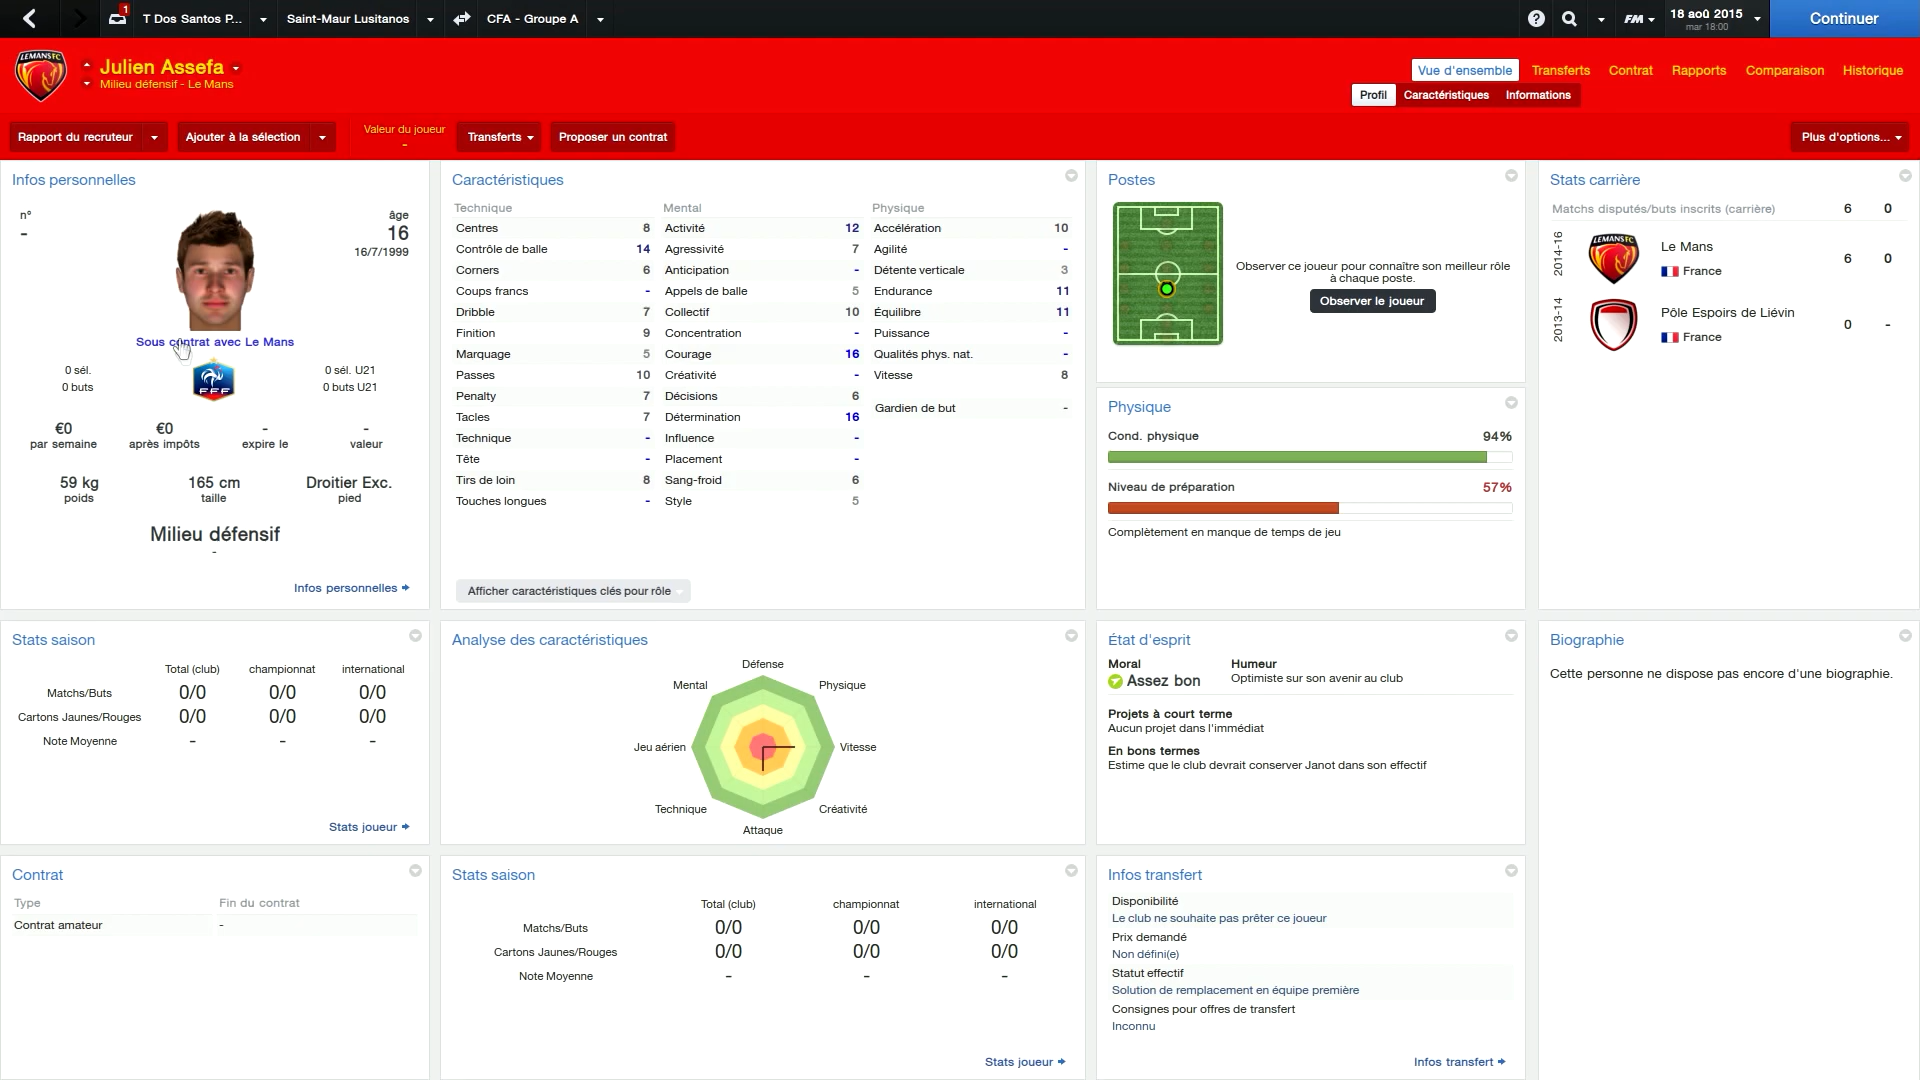 1
T Dos Santos P...
Saint-Maur Lusitanos
CFA - Groupe A
?
FM
18 aoû 2015
mar 18:00
Continuer
LEMANSFC
Julien Assefa
Milieu défensif - Le Mans
Vue d'ensemble
Transferts
Contrat
Rapports
Comparaison
Historique
Profil
Caractéristiques
Informations
Rapport du recruteur
Ajouter à la sélection
Valeur du joueur
-
Transferts
Proposer un contrat
Plus d'options...
Infos personnelles
n°
-
âge
16
16/7/1999
Sous contrat avec Le Mans
0 sél.
0 buts
FFF
0 sél. U21
0 buts U21
€0
par semaine
€0
après impôts
-
expire le
-
valeur
59 kg
poids
165 cm
taille
Droitier Exc.
pied
Milieu défensif
-
Infos personnelles
Caractéristiques
Technique
Centres 8
Contrôle de balle 14
Corners 6
Coups francs -
Dribble 7
Finition 9
Marquage 5
Passes 10
Penalty 7
Tacles 7
Technique -
Tête -
Tirs de loin 8
Touches longues -
Mental
Activité 12
Agressivité 7
Anticipation -
Appels de balle 5
Collectif 10
Concentration -
Courage 16
Créativité -
Décisions 6
Détermination 16
Influence -
Placement -
Sang-froid 6
Style 5
Physique
Accélération 10
Agilité -
Détente verticale 3
Endurance 11
Équilibre 11
Puissance -
Qualités phys. nat. -
Vitesse 8
Gardien de but -
Afficher caractéristiques clés pour rôle
Postes
Observer ce joueur pour connaître son meilleur rôle
à chaque poste.
Observer le joueur
Physique
Cond. physique 94%
Niveau de préparation 57%
Complètement en manque de temps de jeu
Stats carrière
Matchs disputés/buts inscrits (carrière) 6 0
2014-16
LEMANSFC
Le Mans
France
6 0
2013-14
Pôle Espoirs de Liévin
France
0 -
Stats saison
Total (club) championnat international
Matchs/Buts 0/0 0/0 0/0
Cartons Jaunes/Rouges 0/0 0/0 0/0
Note Moyenne - - -
Stats joueur
Analyse des caractéristiques
Défense
Mental
Physique
Jeu aérien
Vitesse
Technique
Créativité
Attaque
État d'esprit
Moral
Assez bon
Humeur
Optimiste sur son avenir au club
Projets à court terme
Aucun projet dans l'immédiat
En bons termes
Estime que le club devrait conserver Janot dans son effectif
Biographie
Cette personne ne dispose pas encore d'une biographie.
Contrat
Type Fin du contrat
Contrat amateur -
Stats saison
Total (club) championnat international
Matchs/Buts 0/0 0/0 0/0
Cartons Jaunes/Rouges 0/0 0/0 0/0
Note Moyenne - - -
Stats joueur
Infos transfert
Disponibilité
Le club ne souhaite pas prêter ce joueur
Prix demandé
Non défini(e)
Statut effectif
Solution de remplacement en équipe première
Consignes pour offres de transfert
Inconnu
Infos transfert